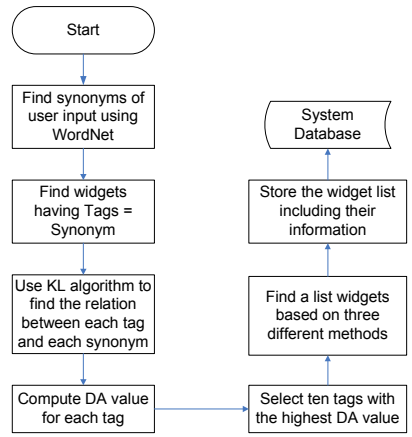 Start
Find synonyms of
user input using
WordNet
Find widgets
having Tags =
Synonym
Use KL algorithm to
find the relation
between each tag
and each synonym
Compute DA value
for each tag
Select ten tags with
the highest DA value
Find a list widgets
based on three
different methods
Store the widget list
including their
information
System
Database